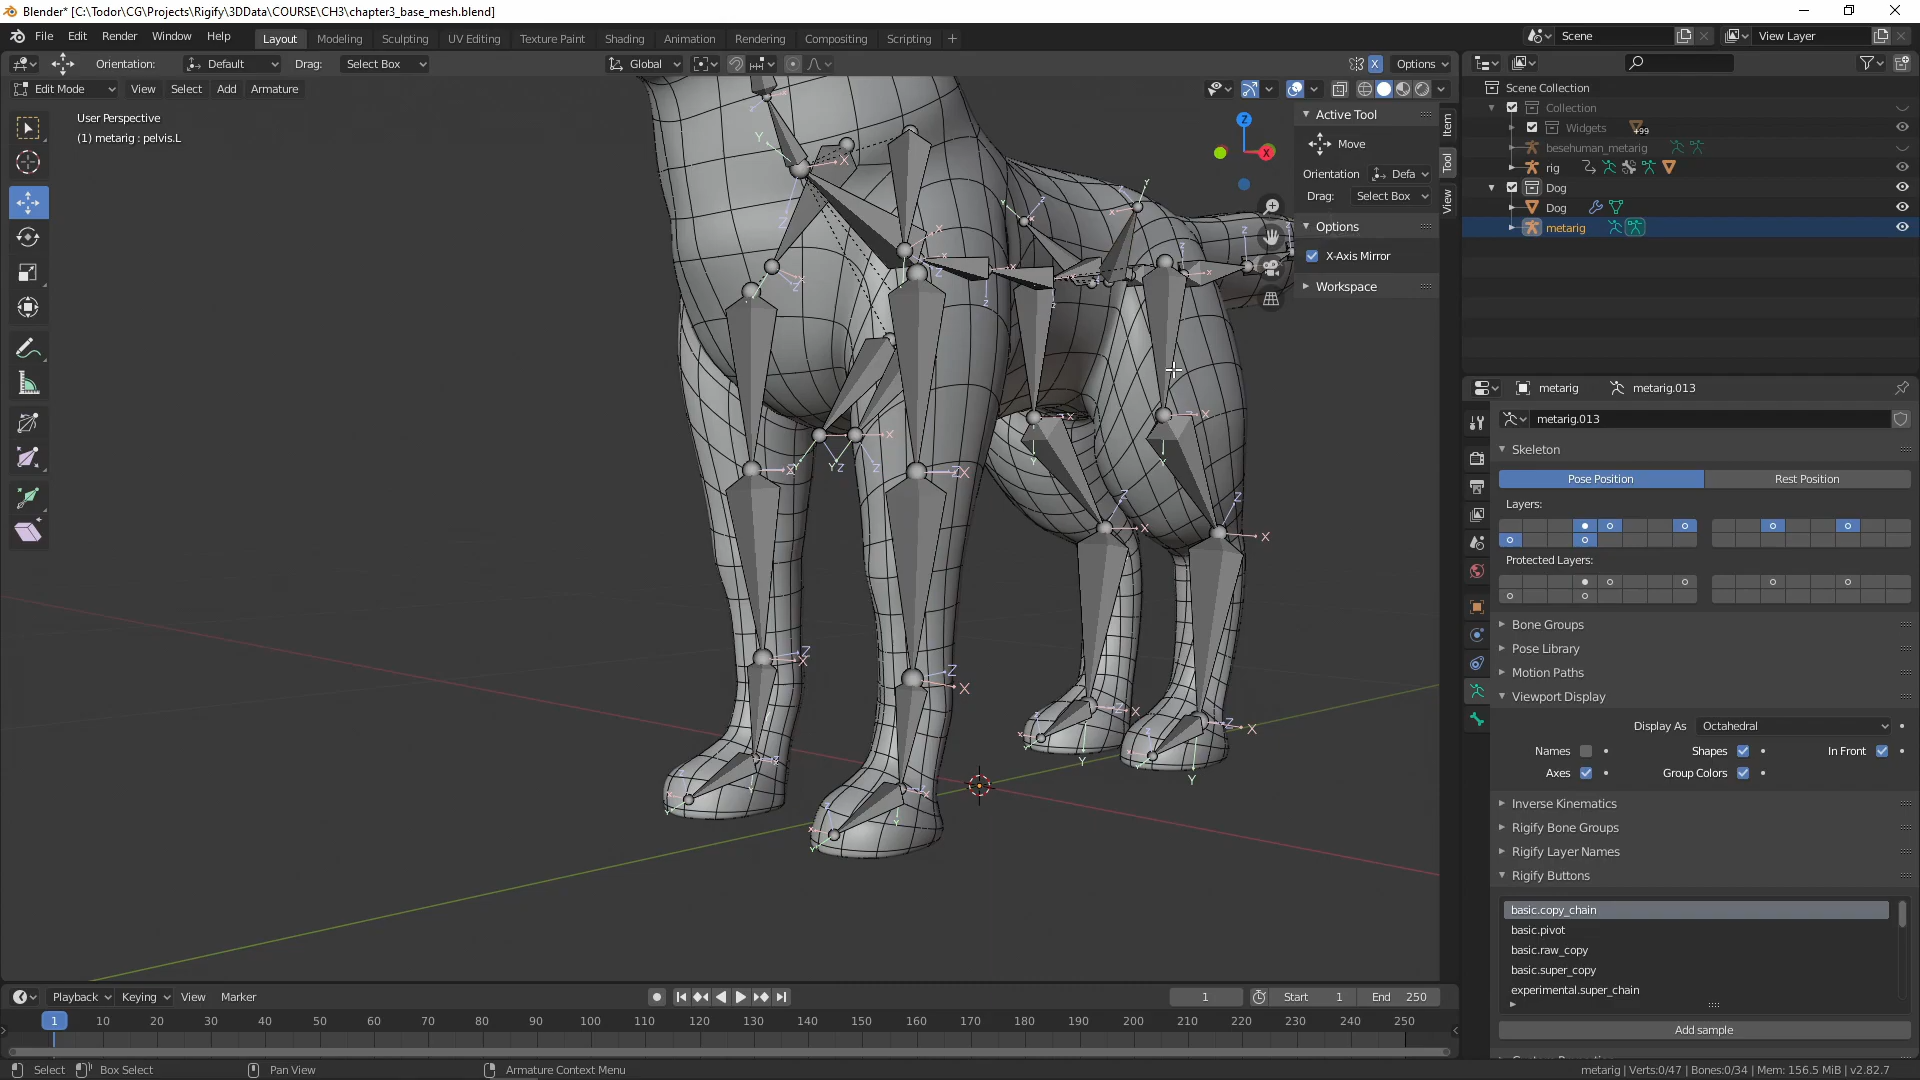 Blender* [C:\Todor\CG\Projects\Rigify\3DData\COURSE\CH3\chapter3_base_mesh.blend]
File Edit Render Window Help Layout Modeling Sculpting UV Editing Texture Paint Shading Animation Rendering Compositing Scripting + Scene View Layer
Orientation: Default Drag: Select Box Global X Options
Edit Mode View Select Add Armature
User Perspective
(1) metarig : pelvis.L
Active Tool
Move
Orientation Defa
Drag: Select Box
Options
X-Axis Mirror
Workspace
Item
Tool
View
Z
X
Scene Collection
Collection
Widgets +99
besehuman_metarig
rig
Dog
Dog
metarig
metarig metarig.013
metarig.013
Skeleton
Pose Position Rest Position
Layers:
Protected Layers:
Bone Groups
Pose Library
Motion Paths
Viewport Display
Display As Octahedral
Names Shapes In Front
Axes Group Colors
Inverse Kinematics
Rigify Bone Groups
Rigify Layer Names
Rigify Buttons
basic.copy_chain
basic.pivot
basic.raw_copy
basic.super_copy
experimental.super_chain
Add sample
Playback Keying View Marker 1 Start 1 End 250
1 10 20 30 40 50 60 70 80 90 100 110 120 130 140 150 160 170 180 190 200 210 220 230 240 250
Select Box Select Pan View Armature Context Menu metarig | Verts:0/47 | Bones:0/34 | Mem: 156.5 MiB | v2.82.7